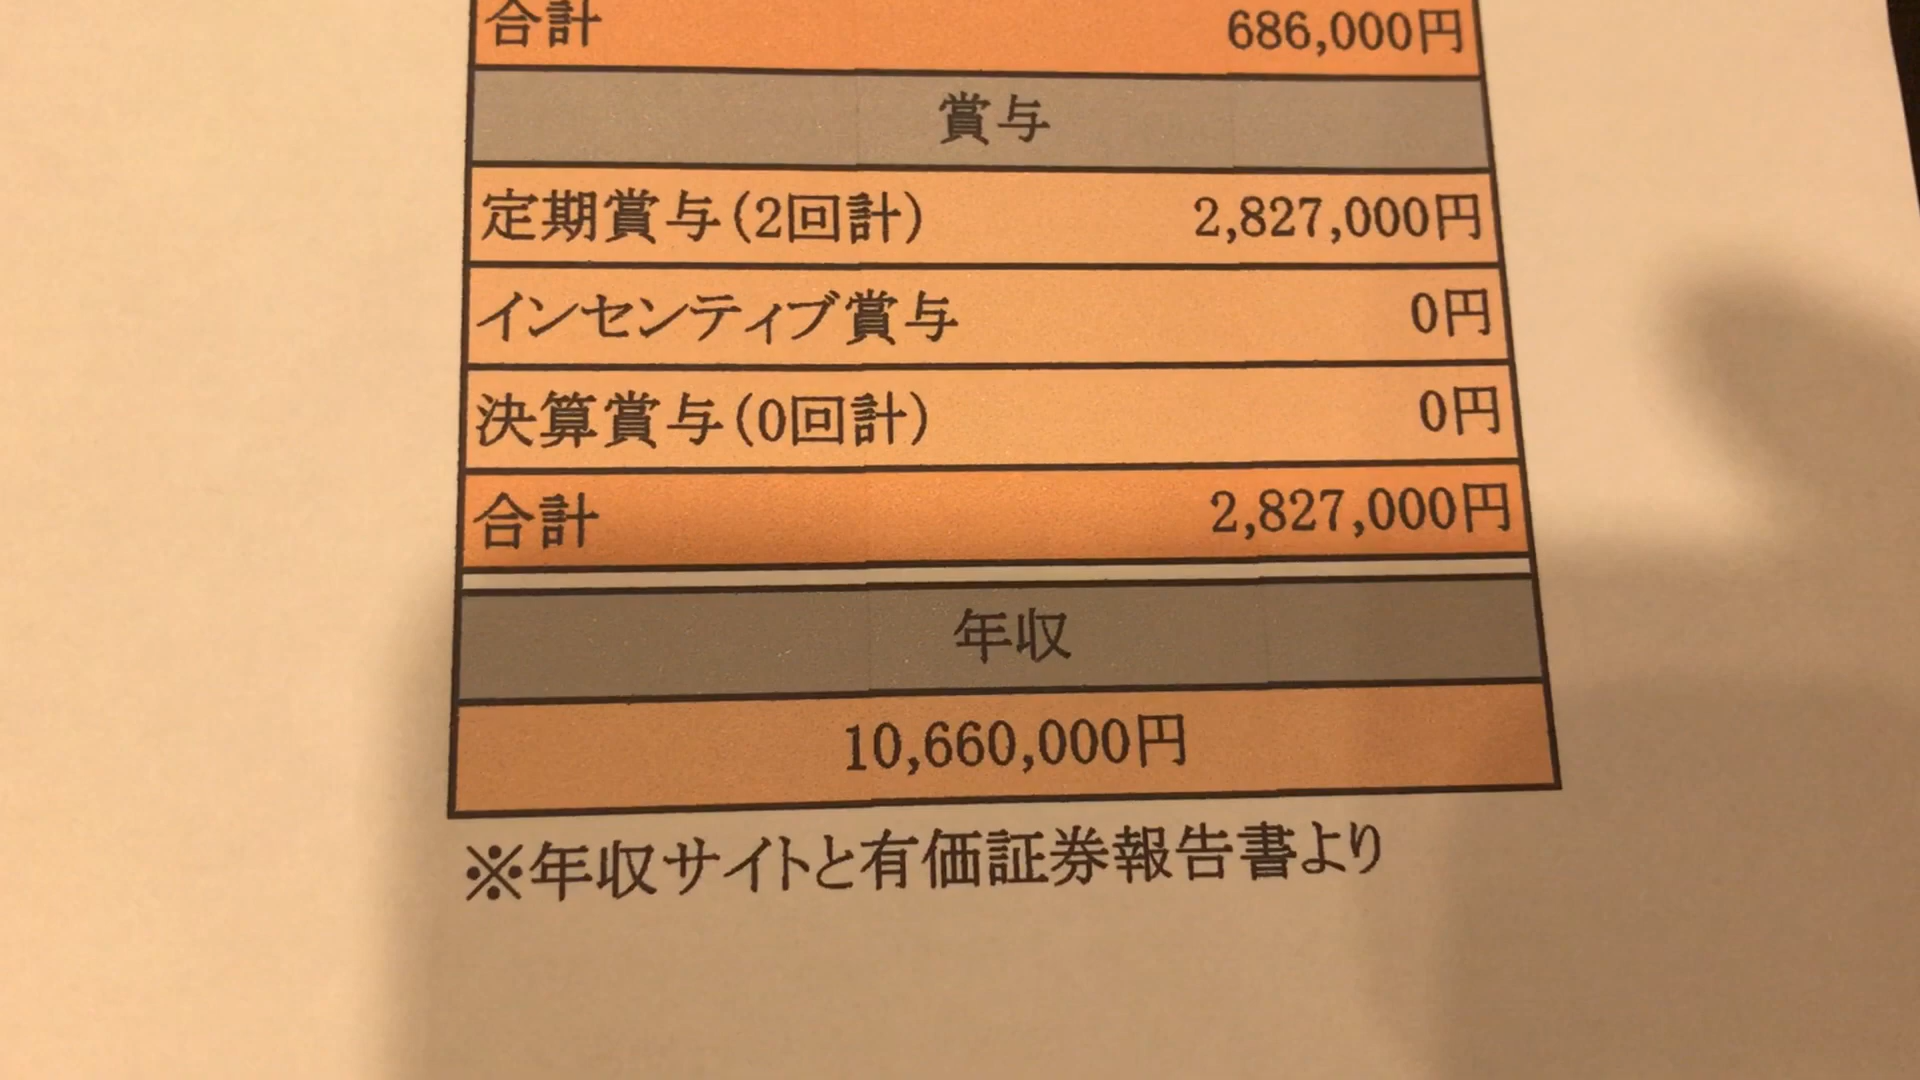 合計 686,000円
賞与
定期賞与(2回計) 2,827,000円
インセンティブ賞与 0円
決算賞与(0回計) 0円
合計 2,827,000円
年収
10,660,000円
※年収サイトと有価証券報告書より